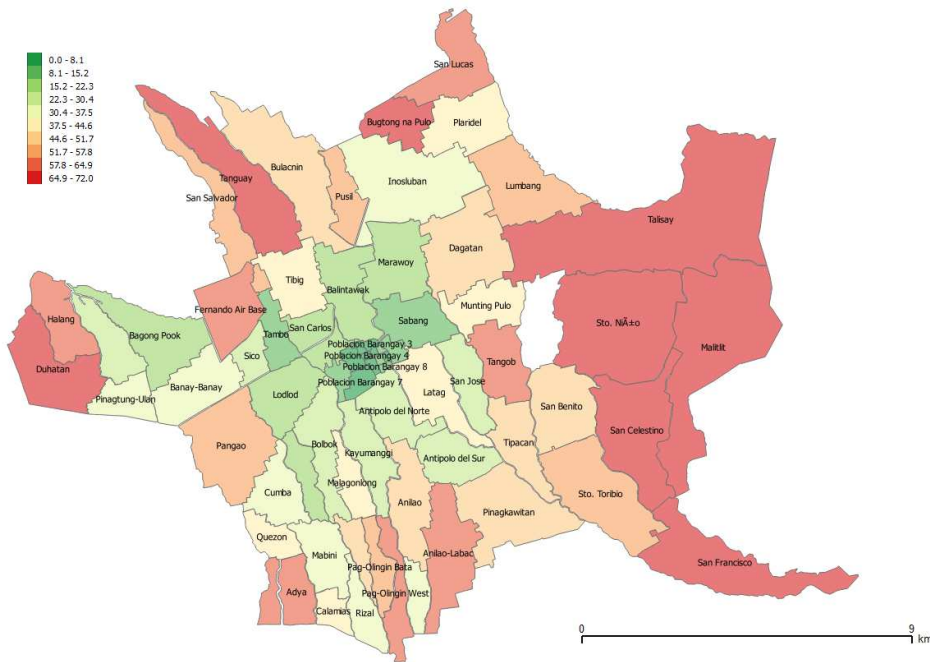 0.0 - 8.1
8.1 - 15.2
15.2 - 22.3
22.3 - 30.4
30.4 - 37.5
37.5 - 44.6
44.6 - 51.7
51.7 - 57.8
57.8 - 64.9
64.9 - 72.0
San Lucas
Bugtong na Pulo
Plaridel
Bulacnin
Tanguay
Inosluban
Lumbang
San Salvador
Pusil
Talisay
Dagatan
Marawoy
Tibig
Balintawak
Munting Pulo
Fernando Air Base
Halang
Sabang
Sto. NiÃ±o
San Carlos
Bagong Pook
Tambo
Poblacion Barangay 3
Malitlit
Sico
Poblacion Barangay 4
Tangob
Duhatan
Poblacion Barangay 8
Banay-Banay
Poblacion Barangay 7
San Jose
Latag
Pinagtung-Ulan
Lodlod
San Benito
Antipolo del Norte
San Celestino
Pangao
Bolbok
Tipacan
Kayumanggi
Antipolo del Sur
Malagonlong
Cumba
Sto. Toribio
Anilao
Pinagkawitan
Quezon
Mabini
Anilao-Labac
San Francisco
Pag-Olingin Bata
Adya
Pag-Olingin West
Calamias
Rizal
0 9
km